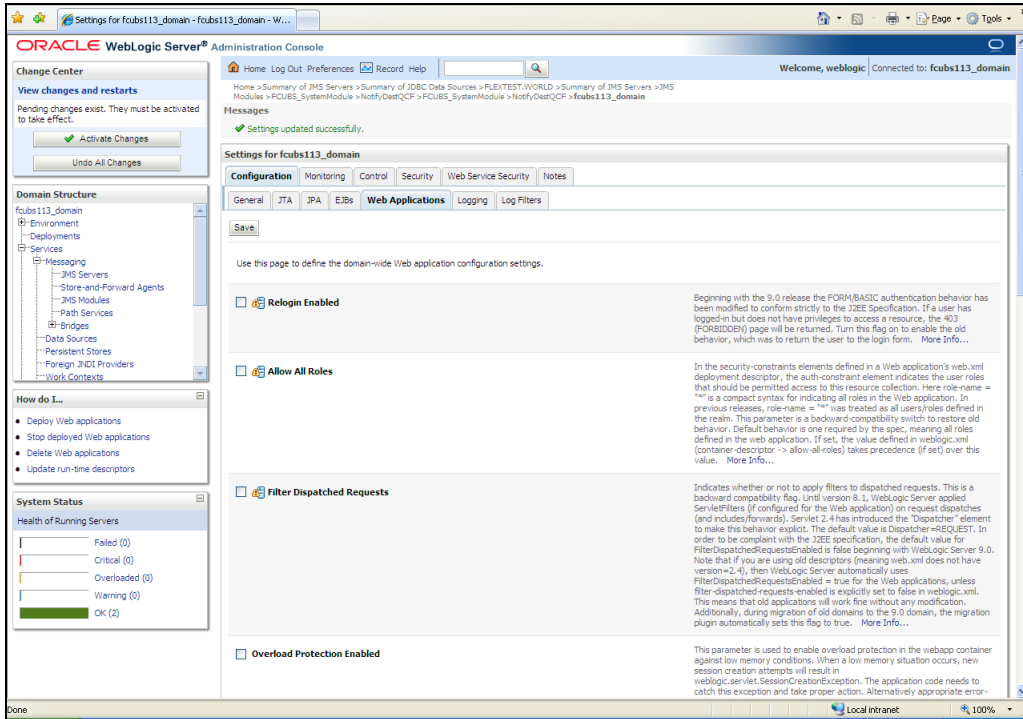 Settings for fcubs113_domain - fcubs113_domain - W...
Page
Tools
ORACLE WebLogic Server® Administration Console
Change Center
View changes and restarts
Pending changes exist. They must be activated
to take effect.
Activate Changes
Undo All Changes
Domain Structure
fcubs113_domain
Environment
Deployments
Services
Messaging
JMS Servers
Store-and-Forward Agents
JMS Modules
Path Services
Bridges
Data Sources
Persistent Stores
Foreign JNDI Providers
Work Contexts
How do I...
Deploy Web applications
Stop deployed Web applications
Delete Web applications
Update run-time descriptors
System Status
Health of Running Servers
Failed (0)
Critical (0)
Overloaded (0)
Warning (0)
OK (2)
Home Log Out Preferences Record Help
Welcome, weblogic Connected to: fcubs113_domain
Home >Summary of JMS Servers >Summary of JDBC Data Sources >FLEXTEST.WORLD >Summary of JMS Servers >JMS
Modules >FCUBS_SystemModule >NotifyDestQCF >FCUBS_SystemModule >NotifyDestQCF >fcubs113_domain
Messages
Settings updated successfully.
Settings for fcubs113_domain
Configuration Monitoring Control Security Web Service Security Notes
General JTA JPA EJBs Web Applications Logging Log Filters
Save
Use this page to define the domain-wide Web application configuration settings.
Relogin Enabled
Beginning with the 9.0 release the FORM/BASIC authentication behavior has
been modified to conform strictly to the J2EE Specification. If a user has
logged-in but does not have privileges to access a resource, the 403
(FORBIDDEN) page will be returned. Turn this flag on to enable the old
behavior, which was to return the user to the login form. More Info...
Allow All Roles
In the security-constraints elements defined in a Web application's web.xml
deployment descriptor, the auth-constraint element indicates the user roles
that should be permitted access to this resource collection. Here role-name =
"*" is a compact syntax for indicating all roles in the Web application. In
previous releases, role-name = "*" was treated as all users/roles defined in
the realm. This parameter is a backward-compatibility switch to restore old
behavior. Default behavior is one required by the spec, meaning all roles
defined in the web application. If set, the value defined in weblogic.xml
(container-descriptor -> allow-all-roles) takes precedence (if set) over this
value. More Info...
Filter Dispatched Requests
Indicates whether or not to apply filters to dispatched requests. This is a
backward compatibility flag. Until version 8.1, WebLogic Server applied
ServletFilters (if configured for the Web application) on request dispatches
(and includes/forwards). Servlet 2.4 has introduced the "Dispatcher" element
to make this behavior explicit. The default value is Dispatcher=REQUEST. In
order to be complaint with the J2EE specification, the default value for
FilterDispatchedRequestsEnabled is false beginning with WebLogic Server 9.0.
Note that if you are using old descriptors (meaning web.xml does not have
version=2.4), then WebLogic Server automatically uses
FilterDispatchedRequestsEnabled = true for the Web applications, unless
filter-dispatched-requests-enabled is explicitly set to false in weblogic.xml.
This means that old applications will work fine without any modification.
Additionally, during migration of old domains to the 9.0 domain, the migration
plugin automatically sets this flag to true. More Info...
Overload Protection Enabled
This parameter is used to enable overload protection in the webapp container
against low memory conditions. When a low memory situation occurs, new
session creation attempts will result in
weblogic.servlet.SessionCreationException. The application code needs to
catch this exception and take proper action. Alternatively appropriate error-
Done
Local intranet
100%